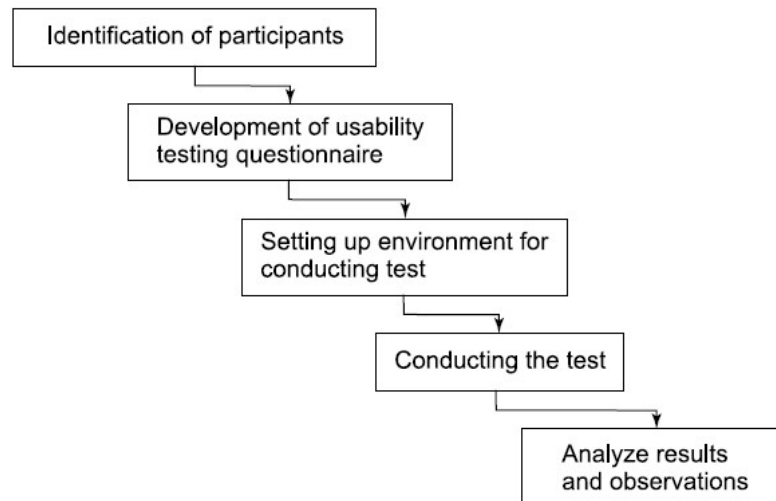 Identification of participants
Development of usability
testing questionnaire
Setting up environment for
conducting test
Conducting the test
Analyze results
and observations